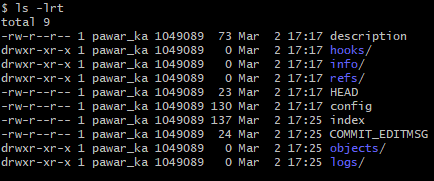 $ ls -lrt
total 9
-rw-r--r-- 1 pawar_ka 1049089  73 Mar  2 17:17 description
drwxr-xr-x 1 pawar_ka 1049089   0 Mar  2 17:17 hooks/
drwxr-xr-x 1 pawar_ka 1049089   0 Mar  2 17:17 info/
drwxr-xr-x 1 pawar_ka 1049089   0 Mar  2 17:17 refs/
-rw-r--r-- 1 pawar_ka 1049089  23 Mar  2 17:17 HEAD
-rw-r--r-- 1 pawar_ka 1049089 130 Mar  2 17:17 config
-rw-r--r-- 1 pawar_ka 1049089 137 Mar  2 17:25 index
-rw-r--r-- 1 pawar_ka 1049089  24 Mar  2 17:25 COMMIT_EDITMSG
drwxr-xr-x 1 pawar_ka 1049089   0 Mar  2 17:25 objects/
drwxr-xr-x 1 pawar_ka 1049089   0 Mar  2 17:25 logs/